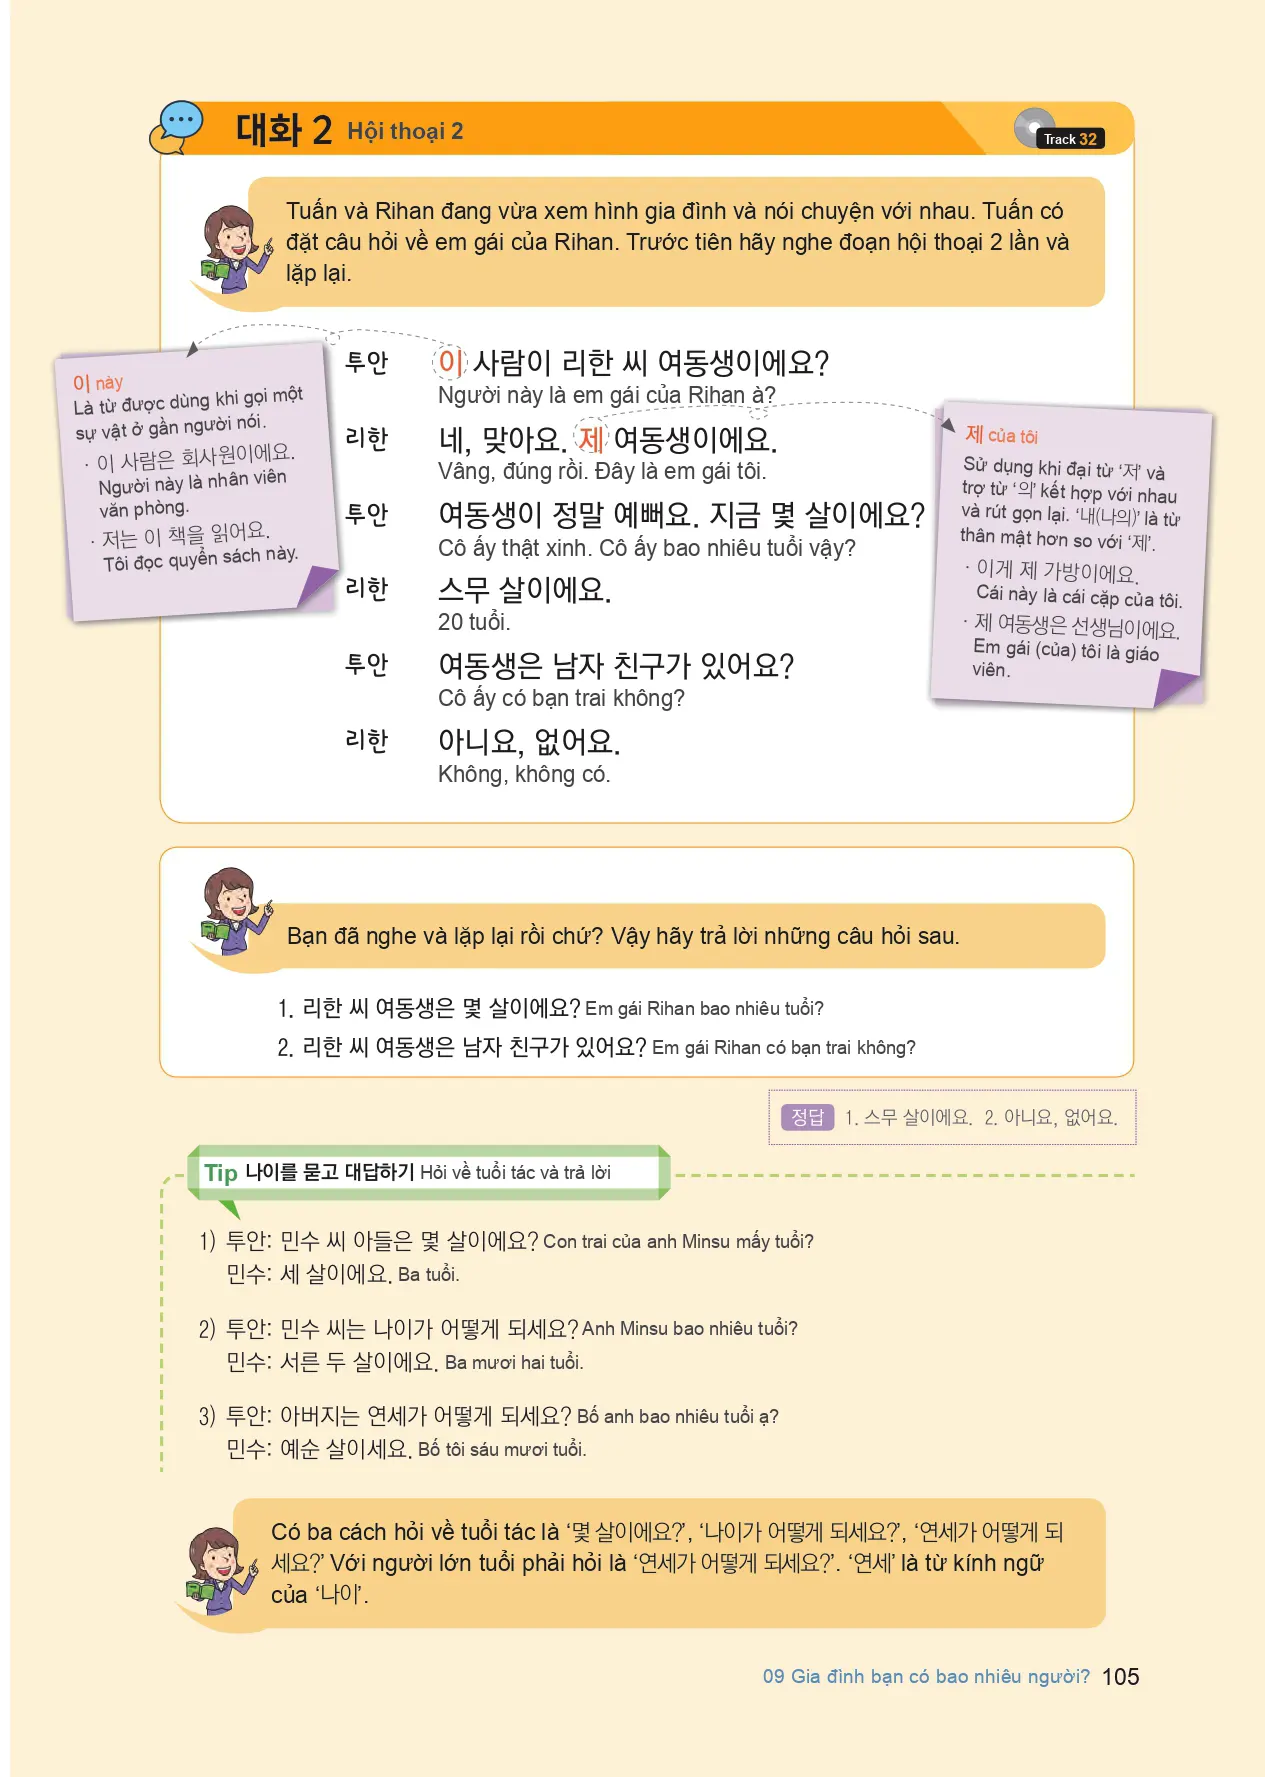 대화 2 Hội thoại 2
Track 32
Tuấn và Rihan đang vừa xem hình gia đình và nói chuyện với nhau. Tuấn có
đặt câu hỏi về em gái của Rihan. Trước tiên hãy nghe đoạn hội thoại 2 lần và
lặp lại.
투안 이 사람이 리한 씨 여동생이에요?
Người này là em gái của Rihan à?
리한 네, 맞아요. 제 여동생이에요.
Vâng, đúng rồi. Đây là em gái tôi.
투안 여동생이 정말 예뻐요. 지금 몇 살이에요?
Cô ấy thật xinh. Cô ấy bao nhiêu tuổi vậy?
리한 스무 살이에요.
20 tuổi.
투안 여동생은 남자 친구가 있어요?
Cô ấy có bạn trai không?
리한 아니요, 없어요.
Không, không có.
이 này
Là từ được dùng khi gọi một
sự vật ở gần người nói.
· 이 사람은 회사원이에요.
Người này là nhân viên
văn phòng.
· 저는 이 책을 읽어요.
Tôi đọc quyển sách này.
제 của tôi
Sử dụng khi đại từ ‘저’ và
trợ từ ‘의’ kết hợp với nhau
và rút gọn lại. ‘내(나의)’ là từ
thân mật hơn so với ‘제’.
· 이게 제 가방이에요.
Cái này là cái cặp của tôi.
· 제 여동생은 선생님이에요.
Em gái (của) tôi là giáo
viên.
Bạn đã nghe và lặp lại rồi chứ? Vậy hãy trả lời những câu hỏi sau.
1. 리한 씨 여동생은 몇 살이에요? Em gái Rihan bao nhiêu tuổi?
2. 리한 씨 여동생은 남자 친구가 있어요? Em gái Rihan có bạn trai không?
정답 1. 스무 살이에요. 2. 아니요, 없어요.
Tip 나이를 묻고 대답하기 Hỏi về tuổi tác và trả lời
1) 투안: 민수 씨 아들은 몇 살이에요? Con trai của anh Minsu mấy tuổi?
민수: 세 살이에요. Ba tuổi.
2) 투안: 민수 씨는 나이가 어떻게 되세요? Anh Minsu bao nhiêu tuổi?
민수: 서른 두 살이에요. Ba mươi hai tuổi.
3) 투안: 아버지는 연세가 어떻게 되세요? Bố anh bao nhiêu tuổi ạ?
민수: 예순 살이세요. Bố tôi sáu mươi tuổi.
Có ba cách hỏi về tuổi tác là ‘몇 살이에요?’, ‘나이가 어떻게 되세요?’, ‘연세가 어떻게 되
세요?’ Với người lớn tuổi phải hỏi là ‘연세가 어떻게 되세요?’. ‘연세’ là từ kính ngữ
của ‘나이’.
09 Gia đình bạn có bao nhiêu người? 105